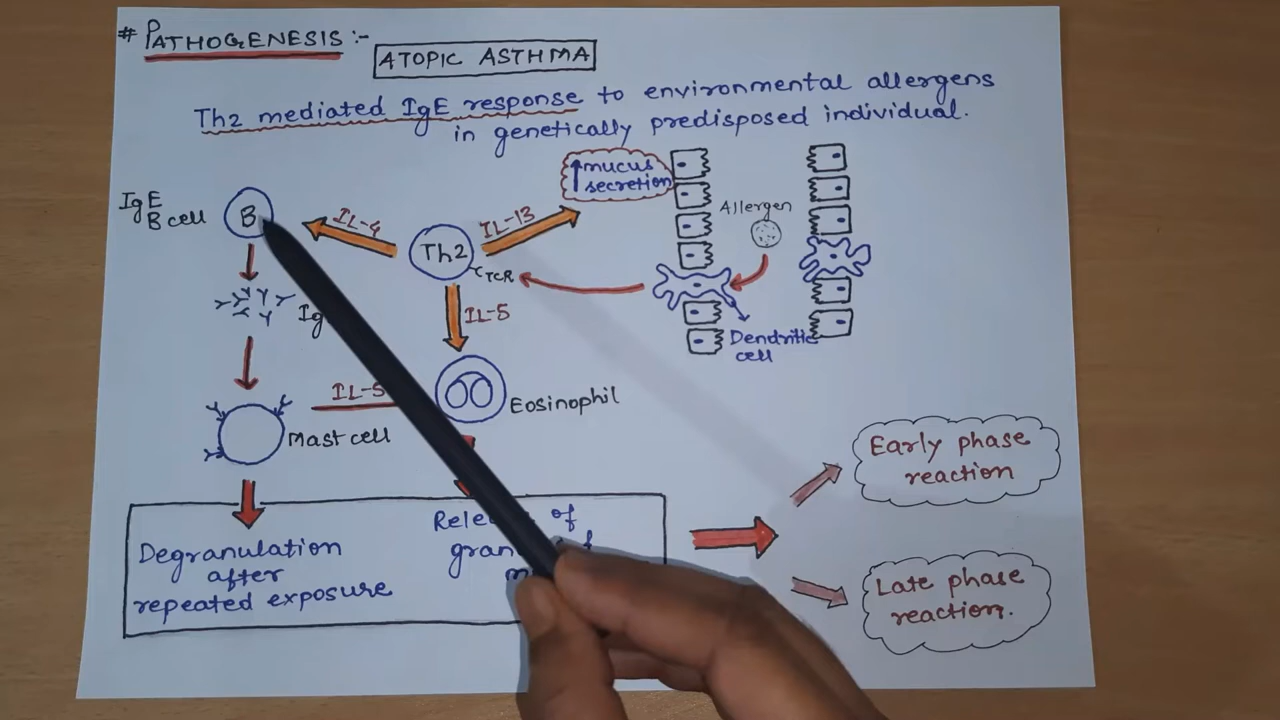 # PATHOGENESIS :-
ATOPIC ASTHMA
Th2 mediated IgE response to environmental allergens
in genetically predisposed individual.
↑mucus
secretion
Allergen
IgE
B cell
B
IL-4
Th2
IL-13
TCR
IL-5
Dendritic
cell
IL-5
Eosinophil
Mast cell
Early phase
reaction
Degranulation
after
repeated exposure
of
Late phase
reaction.